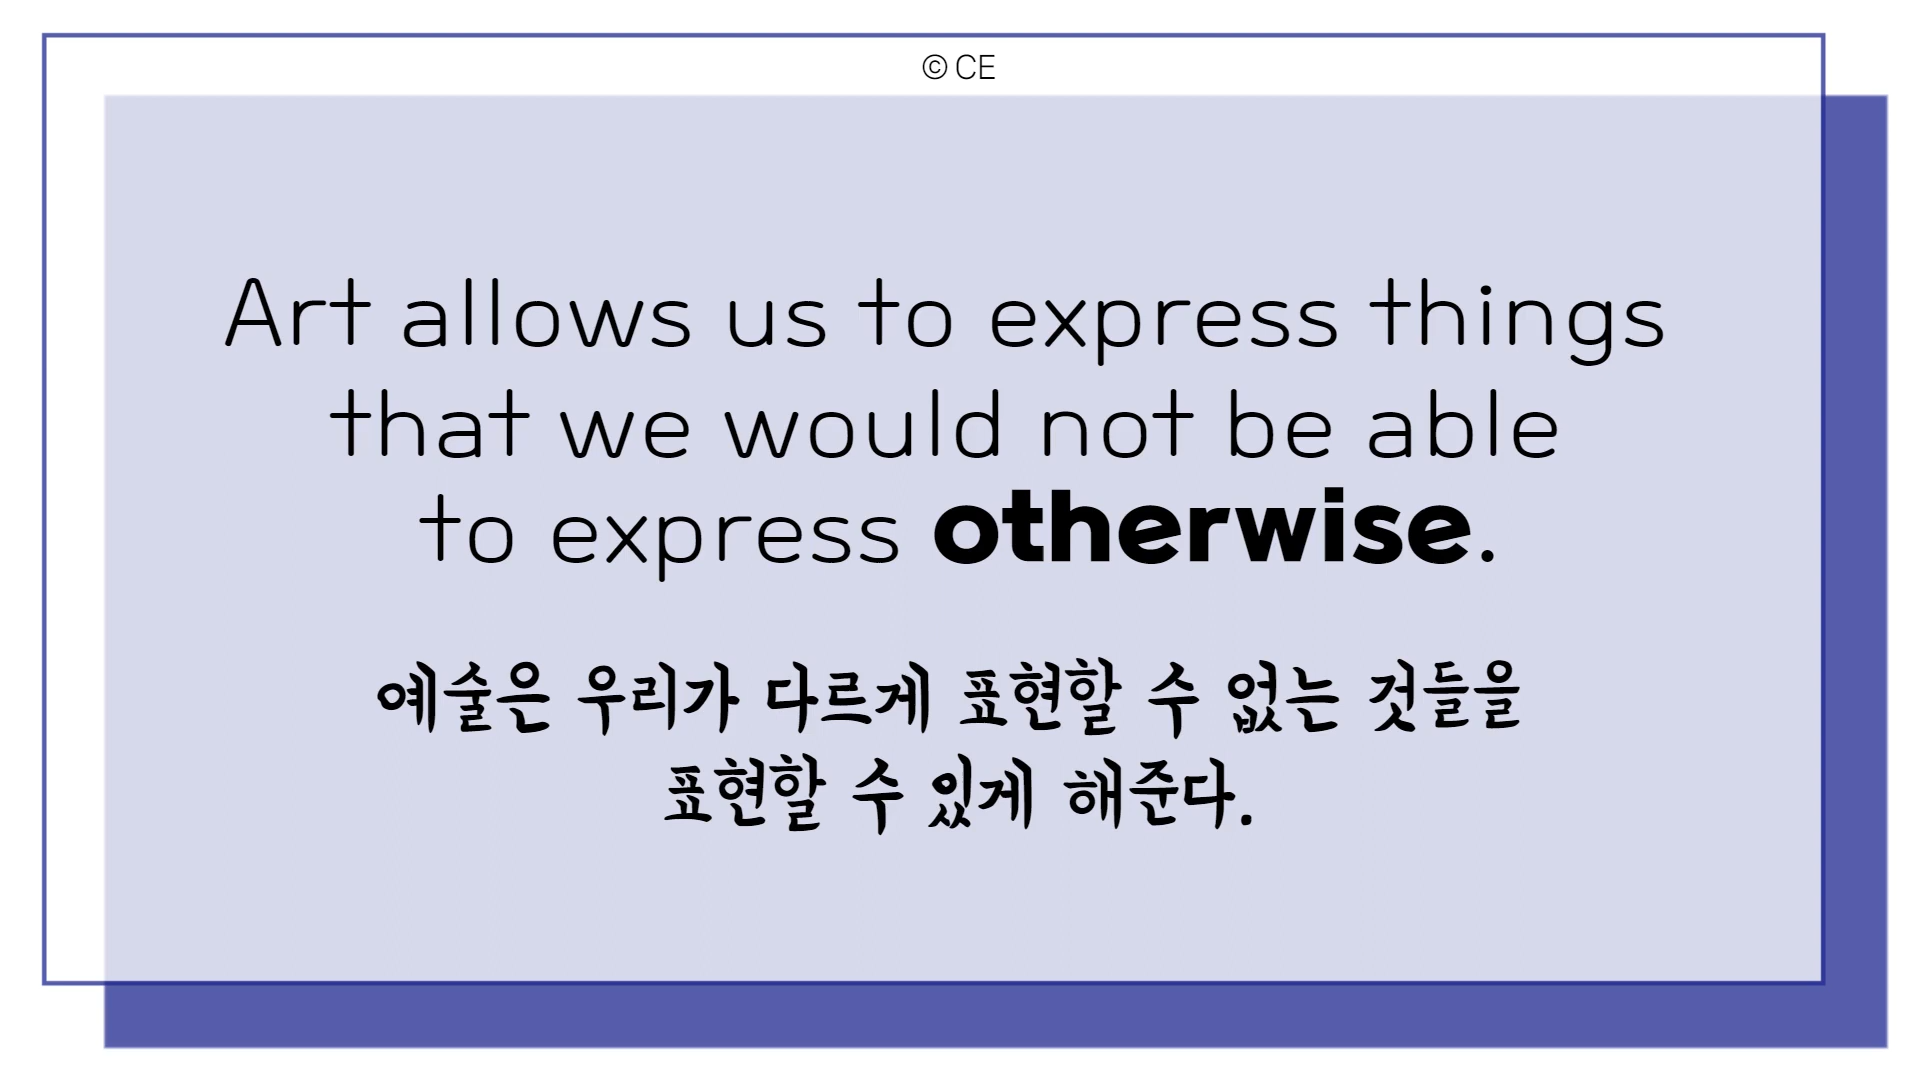 © CE
Art allows us to express things
that we would not be able
to express otherwise.
예술은 우리가 다르게 표현할 수 없는 것들을
표현할 수 있게 해준다.